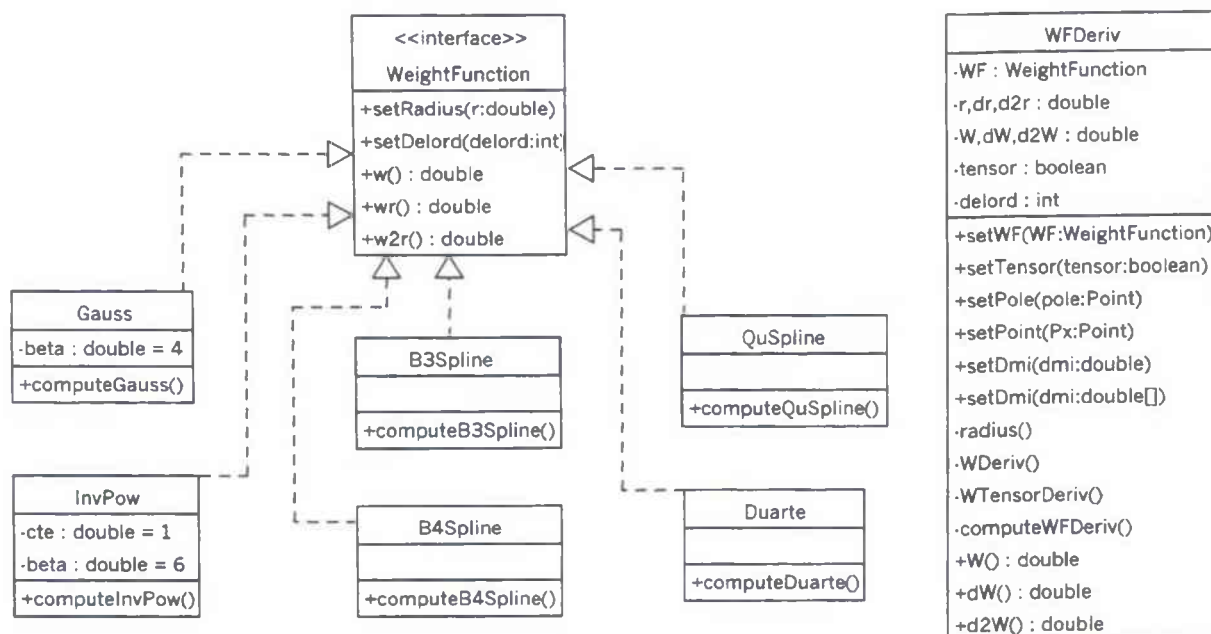 <<interface>>
WeightFunction
+setRadius(r:double)
+setDelord(delord:int)
+w() : double
+wr() : double
+w2r() : double
Gauss
-beta : double = 4
+computeGauss()
InvPow
-cte : double = 1
-beta : double = 6
+computeInvPow()
B3Spline
+computeB3Spline()
B4Spline
+computeB4Spline()
QuSpline
+computeQuSpline()
Duarte
+computeDuarte()
WFDeriv
-WF : WeightFunction
-r,dr,d2r : double
-W,dW,d2W : double
-tensor : boolean
-delord : int
+setWF(WF:WeightFunction)
+setTensor(tensor:boolean)
+setPole(pole:Point)
+setPoint(Px:Point)
+setDmi(dmi:double)
+setDmi(dmi:double[])
-radius()
-WDeriv()
-WTensorDeriv()
-computeWFDeriv()
+W() : double
+dW() : double
+d2W() : double